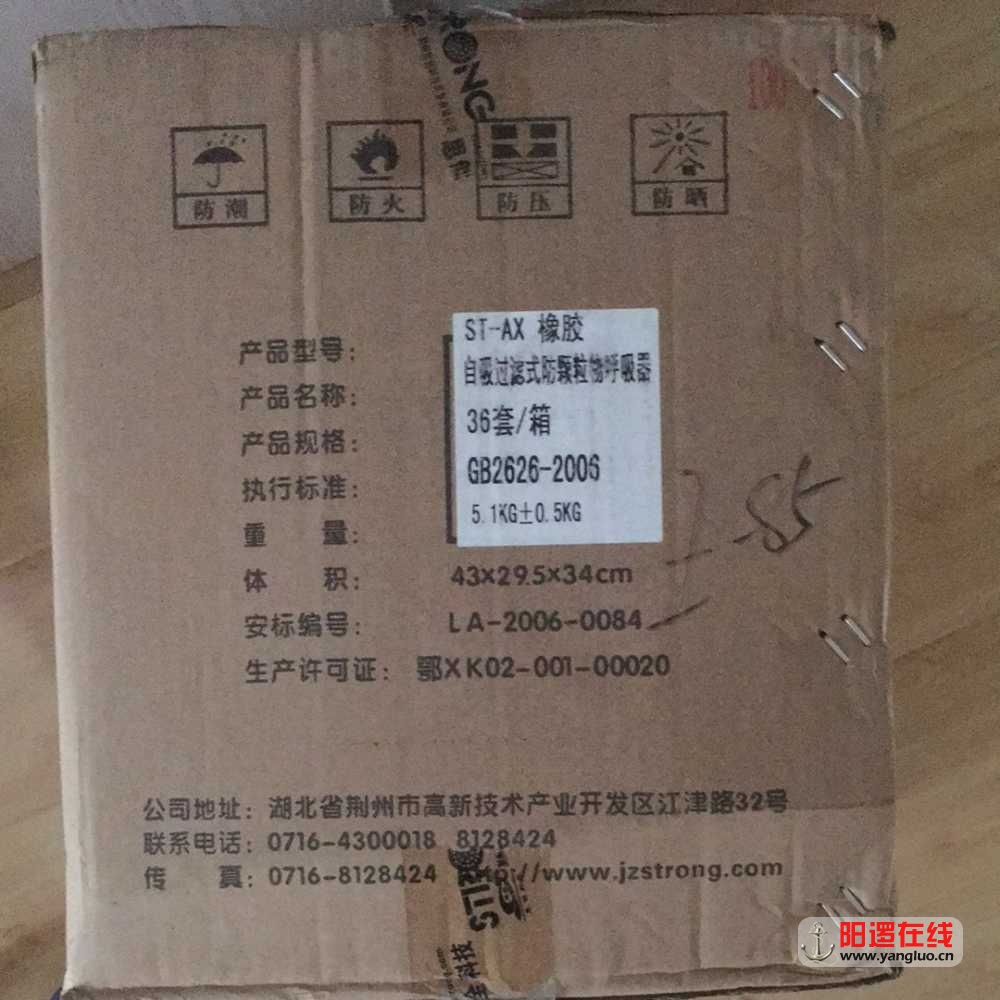 RONG
防潮
防火
防压
防晒
产品型号: ST-AX 橡胶
产品名称: 自吸过滤式防颗粒物呼吸器
产品规格: 36套/箱
执行标准: GB2626-2006
重 量: 5.1KG±0.5KG
体 积: 43×29.5×34cm
安标编号: LA-2006-0084
生产许可证: 鄂XK02-001-00020
-85
公司地址: 湖北省荆州市高新技术产业开发区江津路32号
联系电话: 0716-4300018 8128424
传 真: 0716-8128424 http://www.jzstrong.com
全科技
阳逻在线
www.yangluo.cn